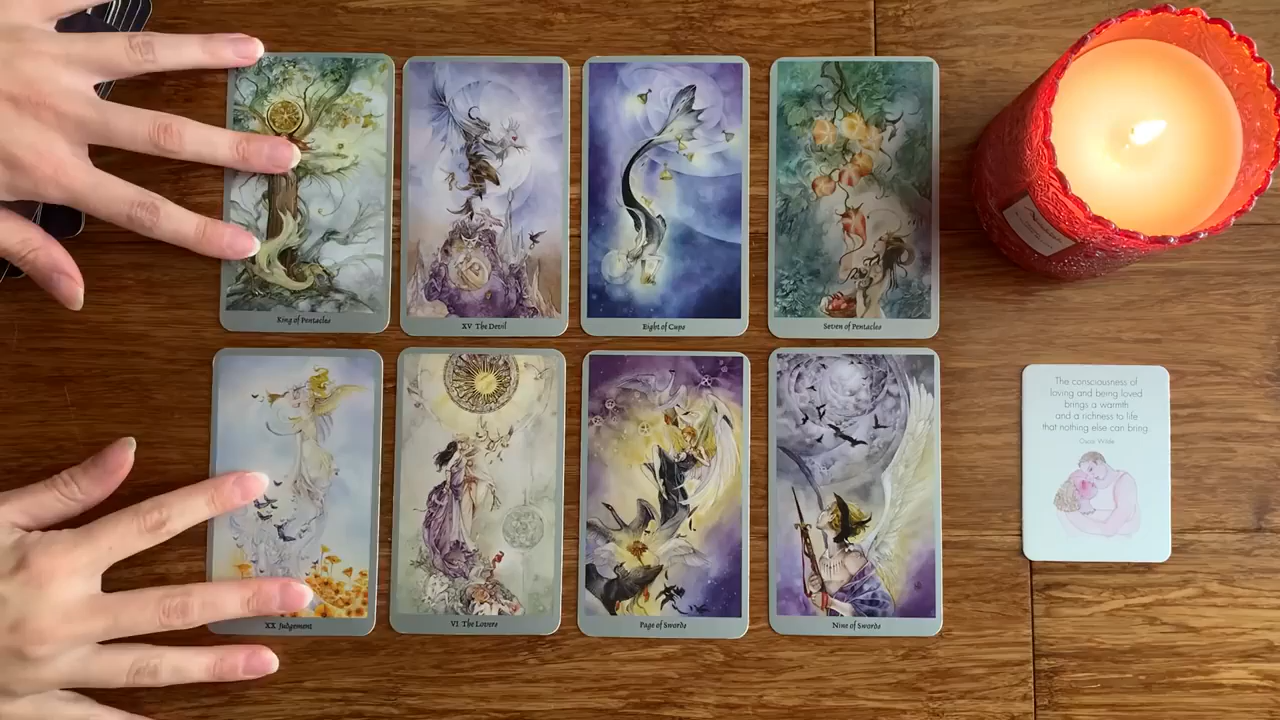 King of Pentacles
XV The Devil
Eight of Cups
Seven of Pentacles
XX Judgement
VI The Lovers
Page of Swords
Nine of Swords
The consciousness of
loving and being loved
brings a warmth
and a richness to life
that nothing else can bring.
Oscar Wilde